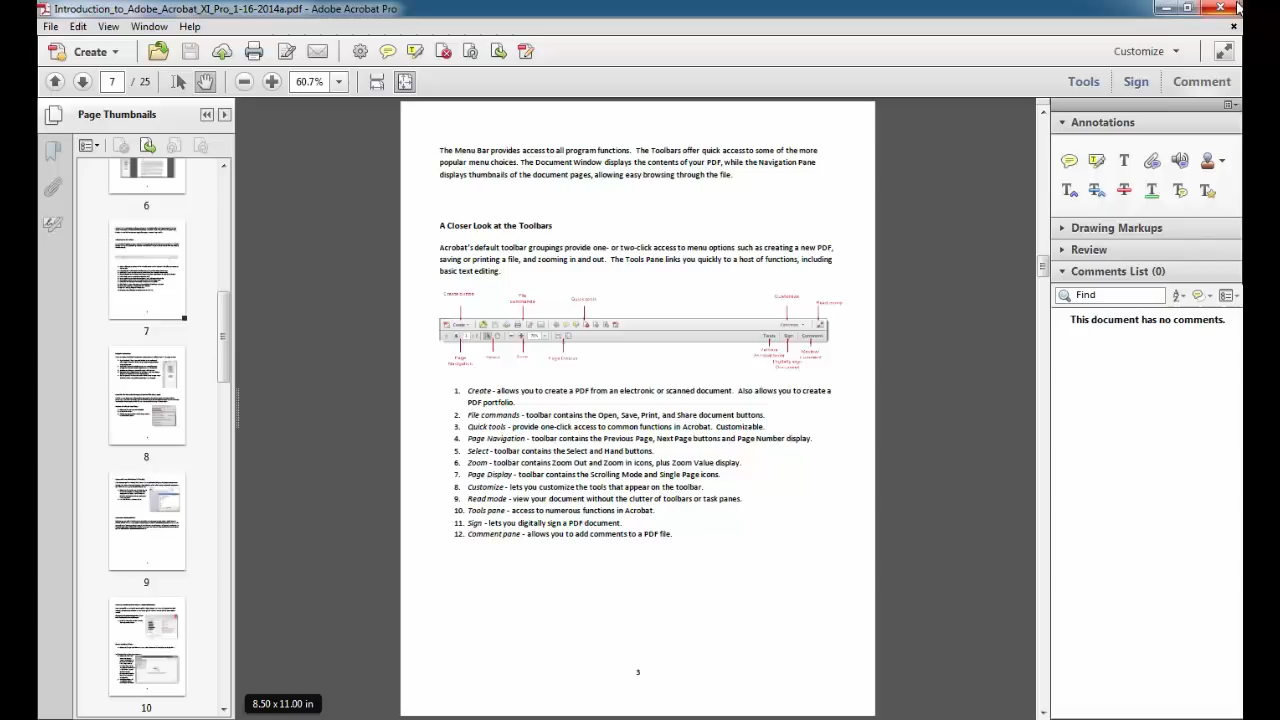 Introduction_to_Adobe_Acrobat_XI_Pro_1-16-2014a.pdf - Adobe Acrobat Pro
File Edit View Window Help
Create
Customize
7 / 25
60.7%
Tools Sign Comment
Page Thumbnails
6
7
8
9
10
8.50 x 11.00 in
The Menu Bar provides access to all program functions. The Toolbars offer quick access to some of the more
popular menu choices. The Document Window displays the contents of your PDF, while the Navigation Pane
displays thumbnails of the document pages, allowing easy browsing through the file.
A Closer Look at the Toolbars
Acrobat's default toolbar groupings provide one- or two-click access to menu options such as creating a new PDF,
saving or printing a file, and zooming in and out. The Tools Pane links you quickly to a host of functions, including
basic text editing.
File
commands
Customize
Create
Page
Navigation
1. Create - allows you to create a PDF from an electronic or scanned document. Also allows you to create a
PDF portfolio.
2. File commands - toolbar contains the Open, Save, Print, and Share document buttons.
3. Quick tools - provide one-click access to common functions in Acrobat. Customizable.
4. Page Navigation - toolbar contains the Previous Page, Next Page buttons and Page Number display.
5. Select - toolbar contains the Select and Hand buttons.
6. Zoom - toolbar contains Zoom Out and Zoom in icons, plus Zoom Value display.
7. Page Display - toolbar contains the Scrolling Mode and Single Page icons.
8. Customize - lets you customize the tools that appear on the toolbar.
9. Read mode - view your document without the clutter of toolbars or task panes.
10. Tools pane - access to numerous functions in Acrobat.
11. Sign - lets you digitally sign a PDF document.
12. Comment pane - allows you to add comments to a PDF file.
3
Annotations
Drawing Markups
Review
Comments List (0)
Find
This document has no comments.